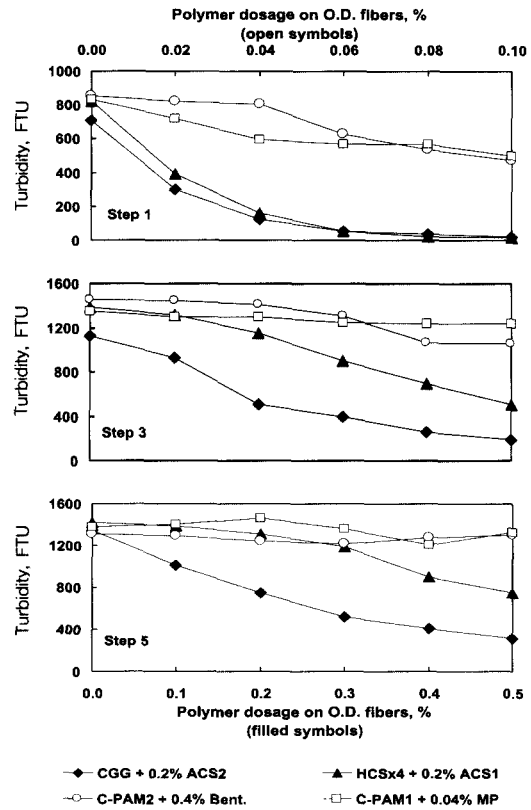 Polymer dosage on O.D. fibers, %
(open symbols)
0.00 0.02 0.04 0.06 0.08 0.10
1000
800
600
400
200
0
Turbidity, FTU
Step 1
1600
1200
800
400
0
Turbidity, FTU
Step 3
1600
1200
800
400
0
Turbidity, FTU
Step 5
0.0 0.1 0.2 0.3 0.4 0.5
Polymer dosage on O.D. fibers, %
(filled symbols)
CGG + 0.2% ACS2 HCSx4 + 0.2% ACS1
C-PAM2 + 0.4% Bent. C-PAM1 + 0.04% MP